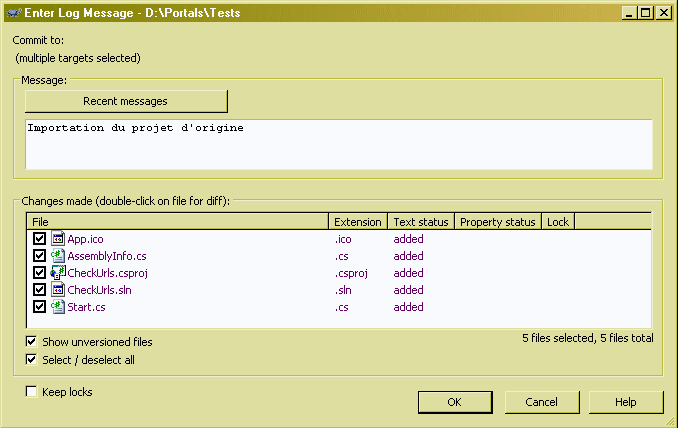 Enter Log Message - D:\Portals\Tests
Commit to:
(multiple targets selected)
Message:
Recent messages
Importation du projet d'origine
Changes made (double-click on file for diff):
File Extension Text status Property status Lock
App.ico .ico added
AssemblyInfo.cs .cs added
CheckUrls.csproj .csproj added
CheckUrls.sln .sln added
Start.cs .cs added
Show unversioned files 5 files selected, 5 files total
Select / deselect all
Keep locks
OK Cancel Help